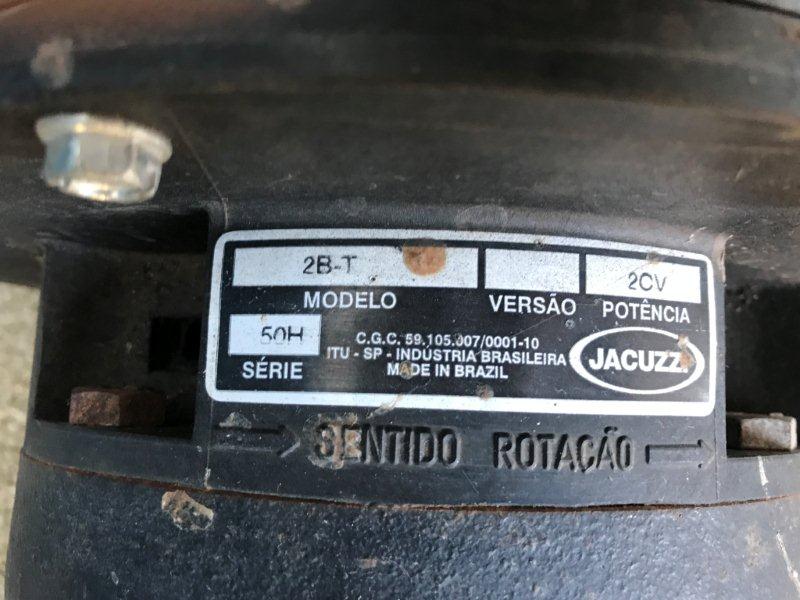 2B-T 2CV
MODELO VERSÃO POTÊNCIA
50H
SÉRIE
C.G.C. 59.105.007/0001-10
ITU - SP - INDÚSTRIA BRASILEIRA
MADE IN BRAZIL
JACUZZI
SENTIDO ROTAÇÃO